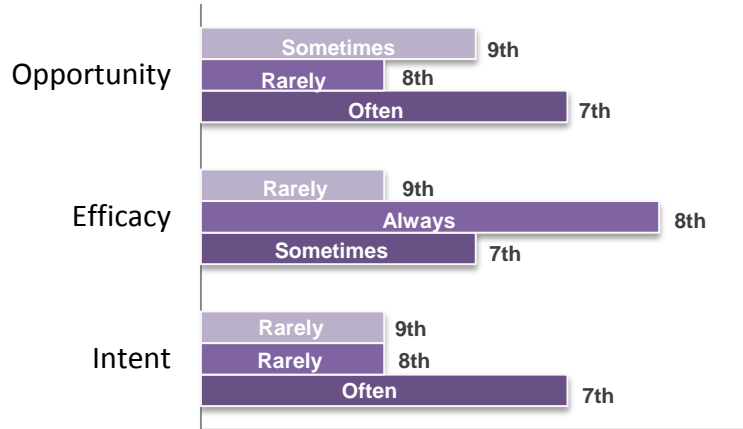 Sometimes 9th
Opportunity Rarely 8th
Often 7th
Rarely 9th
Efficacy Always 8th
Sometimes 7th
Rarely 9th
Intent Rarely 8th
Often 7th